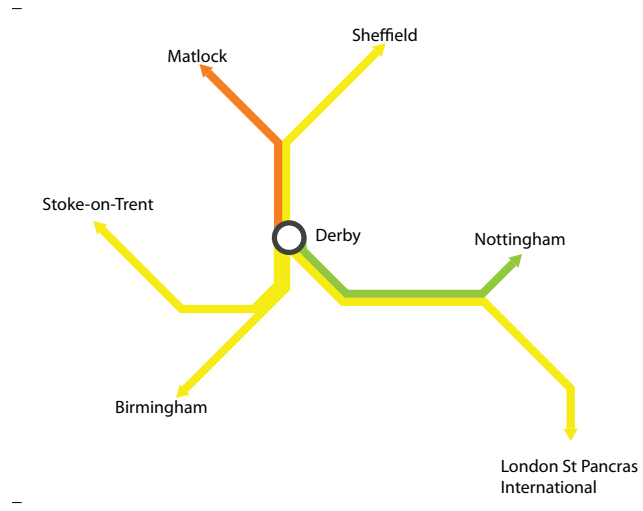 Sheffield
Matlock
Stoke-on-Trent
Derby
Nottingham
Birmingham
London St Pancras
International